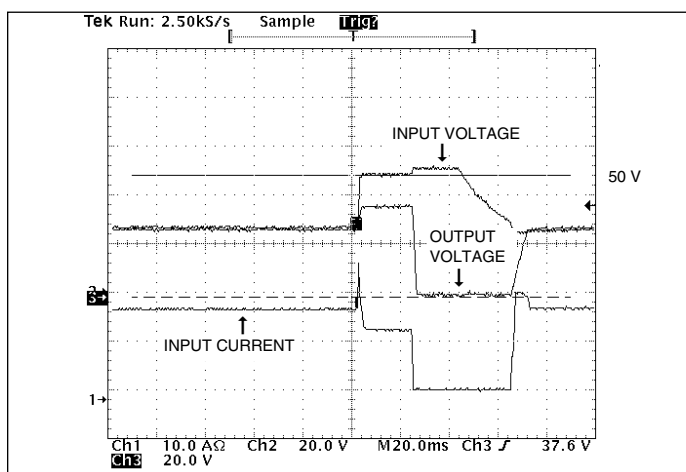 Tek Run: 2.50kS/s Sample Trig?
INPUT VOLTAGE
50 V
OUTPUT
VOLTAGE
INPUT CURRENT
1
Ch1 10.0 AΩ Ch2 20.0 V M20.0ms Ch3 ʃ 37.6 V
Ch3 20.0 V